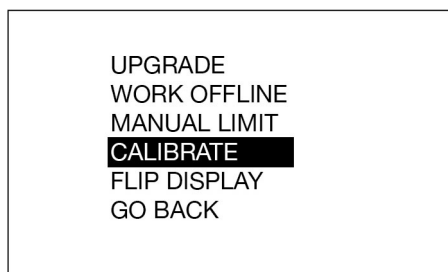 UPGRADE
WORK OFFLINE
MANUAL LIMIT
CALIBRATE
FLIP DISPLAY
GO BACK